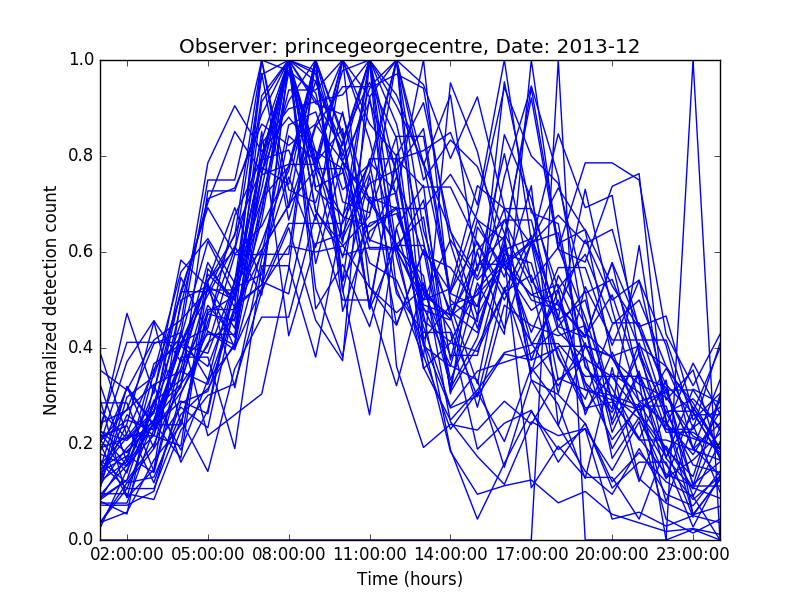 Observer: princegeorgecentre, Date: 2013-12
Normalized detection count
1.0
0.8
0.6
0.4
0.2
0.0
02:00:00 05:00:00 08:00:00 11:00:00 14:00:00 17:00:00 20:00:00 23:00:00
Time (hours)